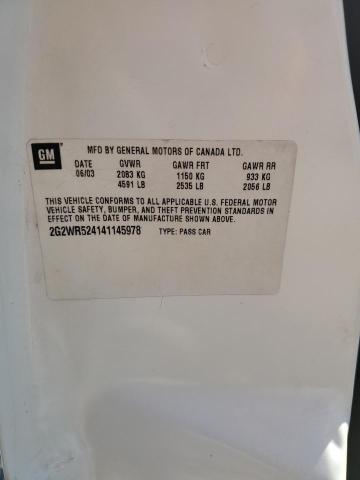 GM
MFD BY GENERAL MOTORS OF CANADA LTD.
DATE GVWR GAWR FRT GAWR RR
06/03 2083 KG 1150 KG 933 KG
4591 LB 2535 LB 2056 LB
THIS VEHICLE CONFORMS TO ALL APPLICABLE U.S. FEDERAL MOTOR
VEHICLE SAFETY, BUMPER, AND THEFT PREVENTION STANDARDS IN
EFFECT ON THE DATE OF MANUFACTURE SHOWN ABOVE.
2G2WR524141145978 TYPE: PASS CAR